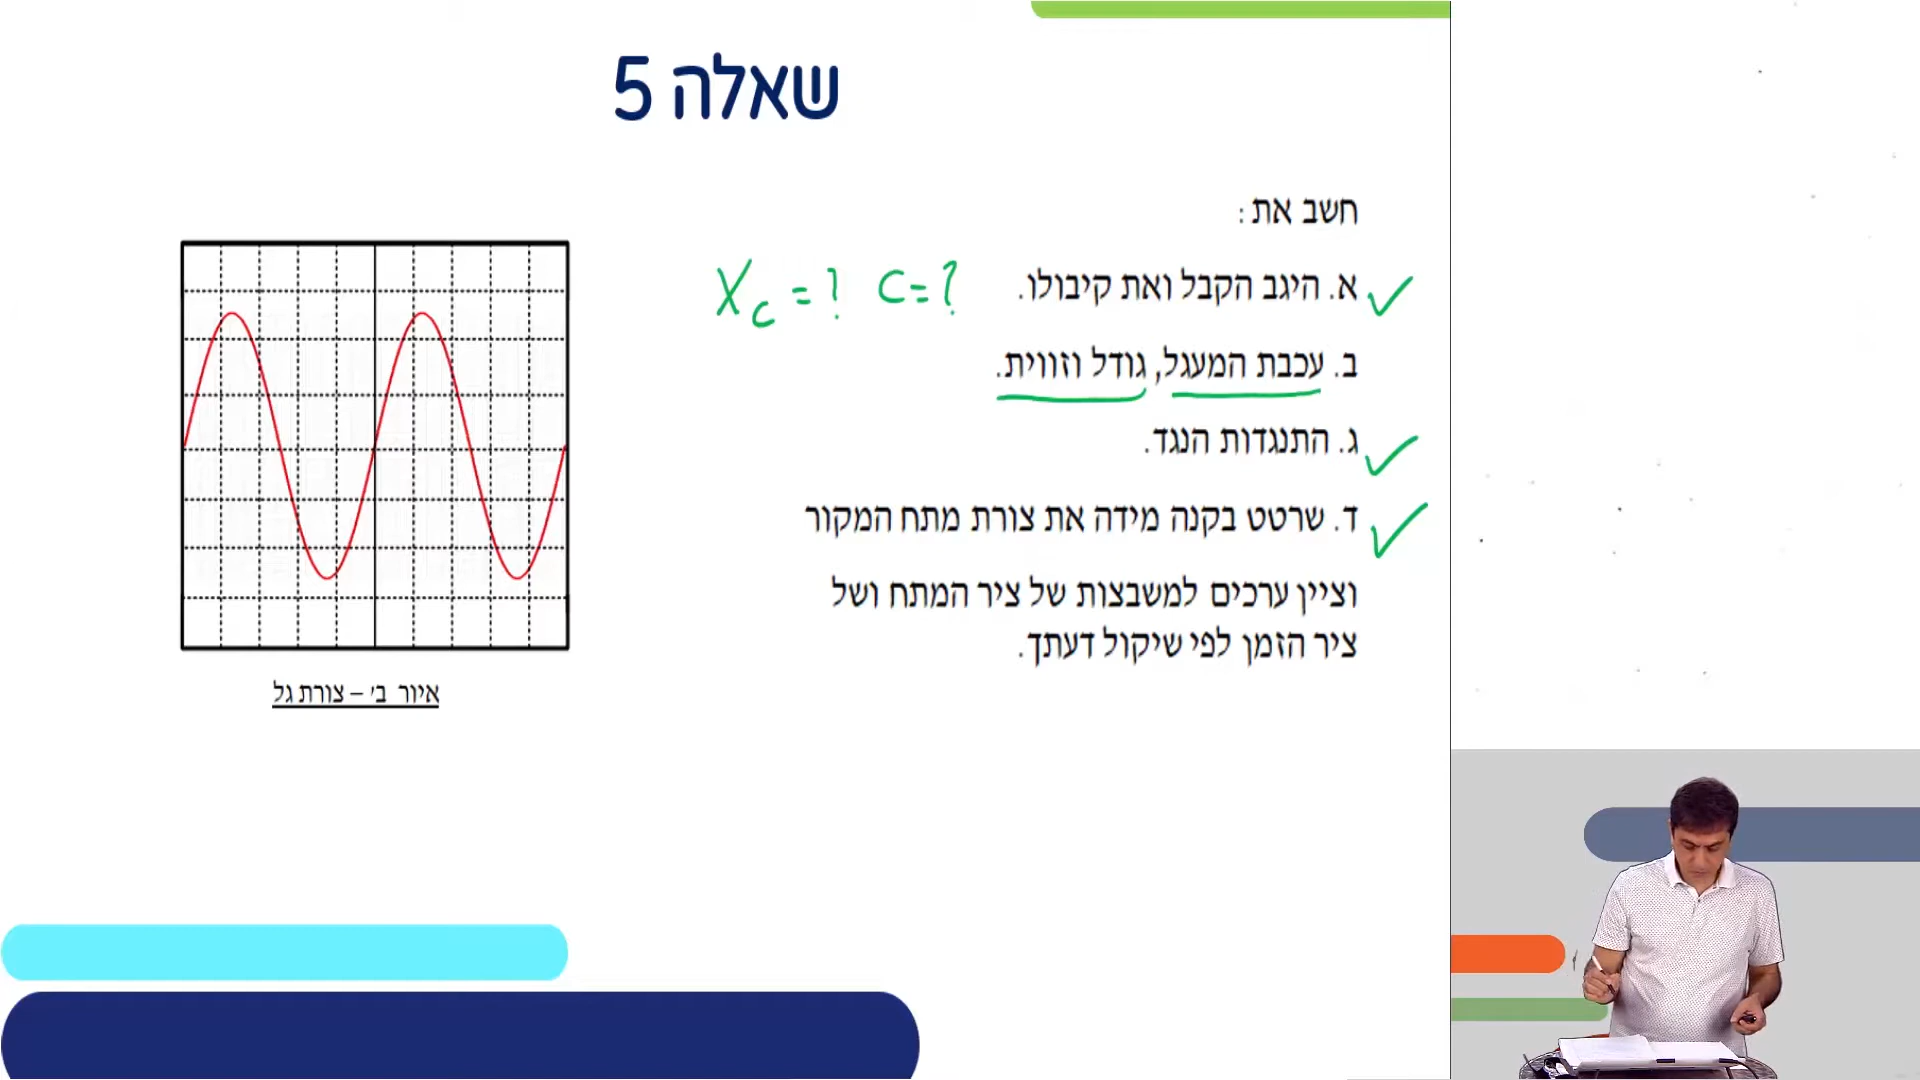 שאלה 5
חשב את:
א. היגב הקבל ואת קיבולו.
X_c = ? C = ?
ב. עכבת המעגל, גודל וזווית.
ג. התנגדות הנגד.
ד. שרטט בקנה מידה את צורת מתח המקור
וציין ערכים למשבצות של ציר המתח ושל
ציר הזמן לפי שיקול דעתך.
איור ב' – צורת גל